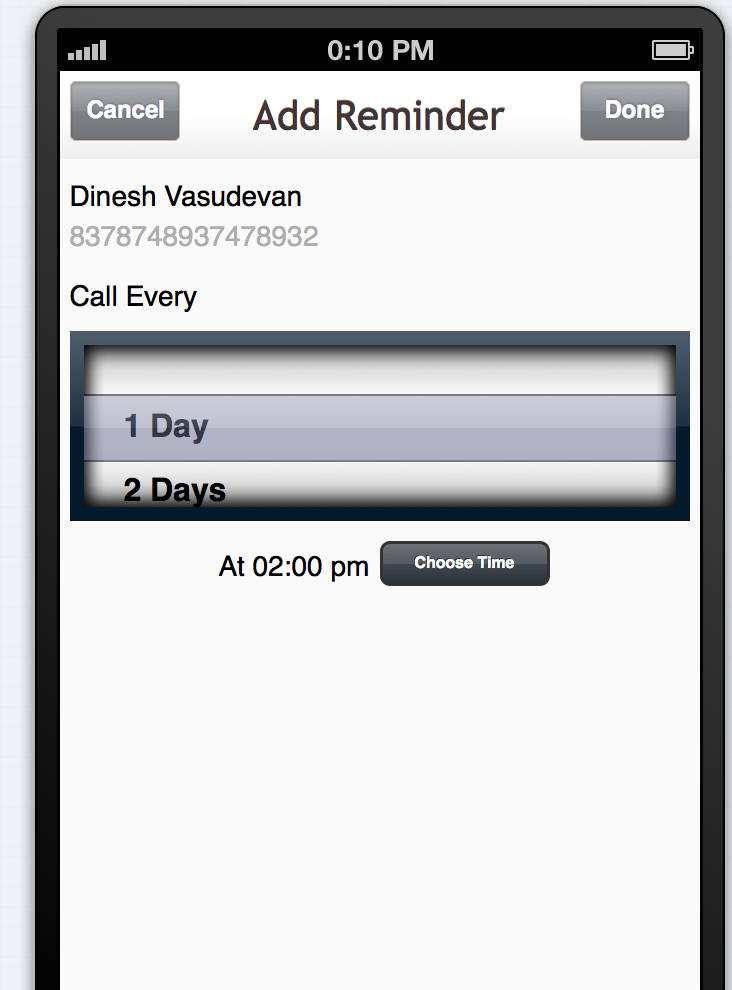 0:10 PM
Cancel Add Reminder Done
Dinesh Vasudevan
8378748937478932
Call Every
1 Day
2 Days
At 02:00 pm Choose Time